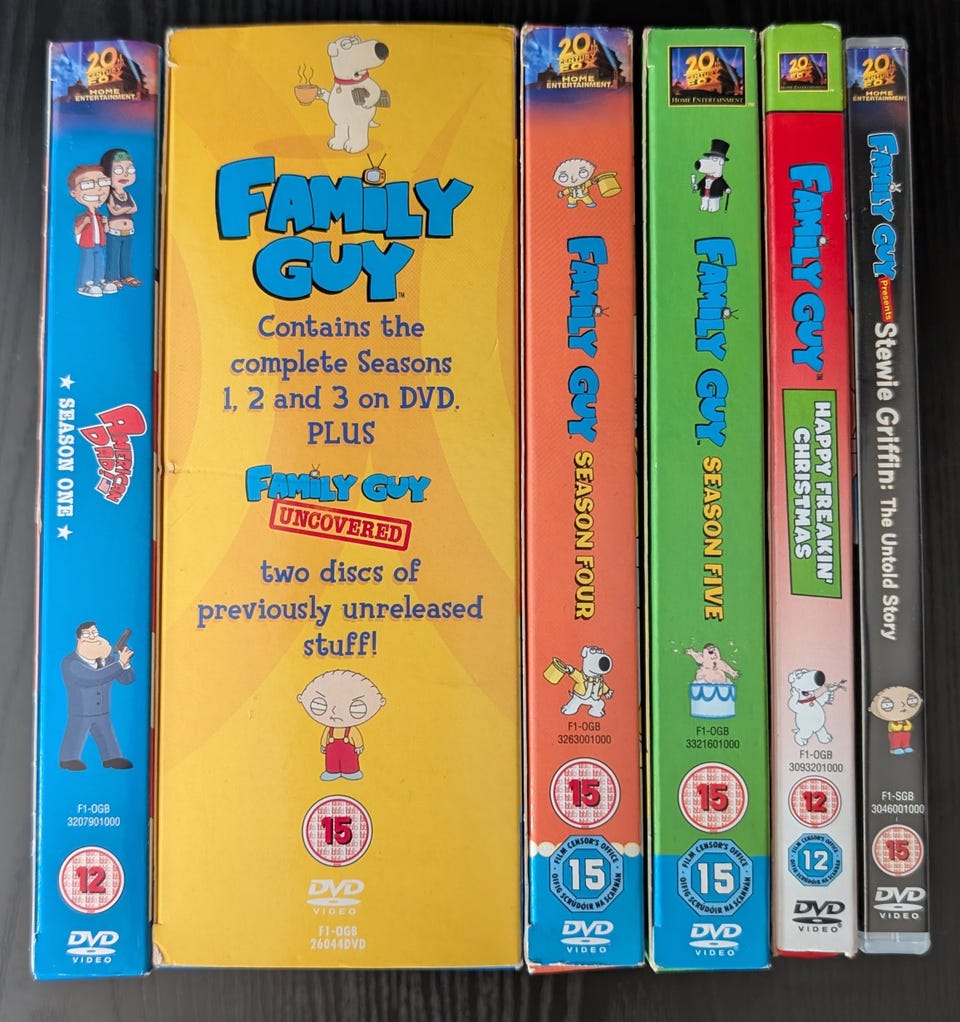 20th
CENTURY
FOX
HOME
ENTERTAINMENT
AMERICAN
DAD!
★ SEASON ONE ★
F1-OGB
3207901000
12
DVD
VIDEO
FAMILY
GUY™
Contains the
complete Seasons
1, 2 and 3 on DVD.
PLUS
FAMILY GUY
UNCOVERED
two discs of
previously unreleased
stuff!
15
DVD
VIDEO
F1-OGB
26044DVD
20th
CENTURY
FOX
HOME
ENTERTAINMENT
FAMILY GUY™ SEASON FOUR
F1-OGB
3263001000
15
FILM CENSOR'S OFFICE
15
OIFIG SCRÚDÓIR NA SCANNÁN
DVD
VIDEO
20th
CENTURY
FOX
HOME ENTERTAINMENT™
FAMILY GUY™ SEASON FIVE
F1-OGB
3321601000
15
FILM CENSOR'S OFFICE
15
OIFIG SCRÚDÓIR NA SCANNÁN
DVD
VIDEO
20th
CENTURY
FOX
HOME ENTERTAINMENT
FAMILY GUY™
HAPPY FREAKIN'
CHRISTMAS
F1-OGB
3093201000
12
FILM CENSOR'S OFFICE
12
OIFIG SCRÚDÓIR NA SCANNÁN
DVD
VIDEO
20th
CENTURY
FOX
HOME
ENTERTAINMENT
FAMILY GUY Presents
Stewie Griffin: The Untold Story
F1-SGB
3046001000
15
DVD
VIDEO